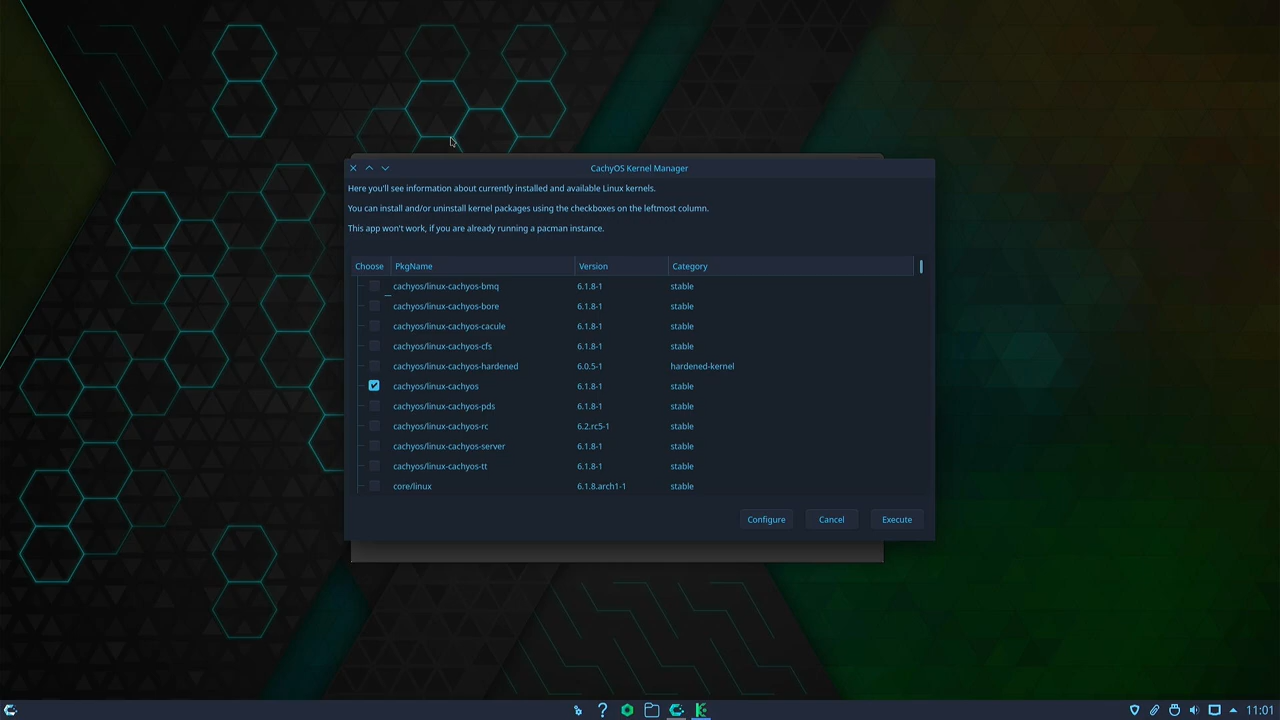 CachyOS Kernel Manager
Here you'll see information about currently installed and available Linux kernels.
You can install and/or uninstall kernel packages using the checkboxes on the leftmost column.
This app won't work, if you are already running a pacman instance.
Choose PkgName Version Category
cachyos/linux-cachyos-bmq 6.1.8-1 stable
cachyos/linux-cachyos-bore 6.1.8-1 stable
cachyos/linux-cachyos-cacule 6.1.8-1 stable
cachyos/linux-cachyos-cfs 6.1.8-1 stable
cachyos/linux-cachyos-hardened 6.0.5-1 hardened-kernel
cachyos/linux-cachyos 6.1.8-1 stable
cachyos/linux-cachyos-pds 6.1.8-1 stable
cachyos/linux-cachyos-rc 6.2.rc5-1 stable
cachyos/linux-cachyos-server 6.1.8-1 stable
cachyos/linux-cachyos-tt 6.1.8-1 stable
core/linux 6.1.8.arch1-1 stable
Configure Cancel Execute
11:01